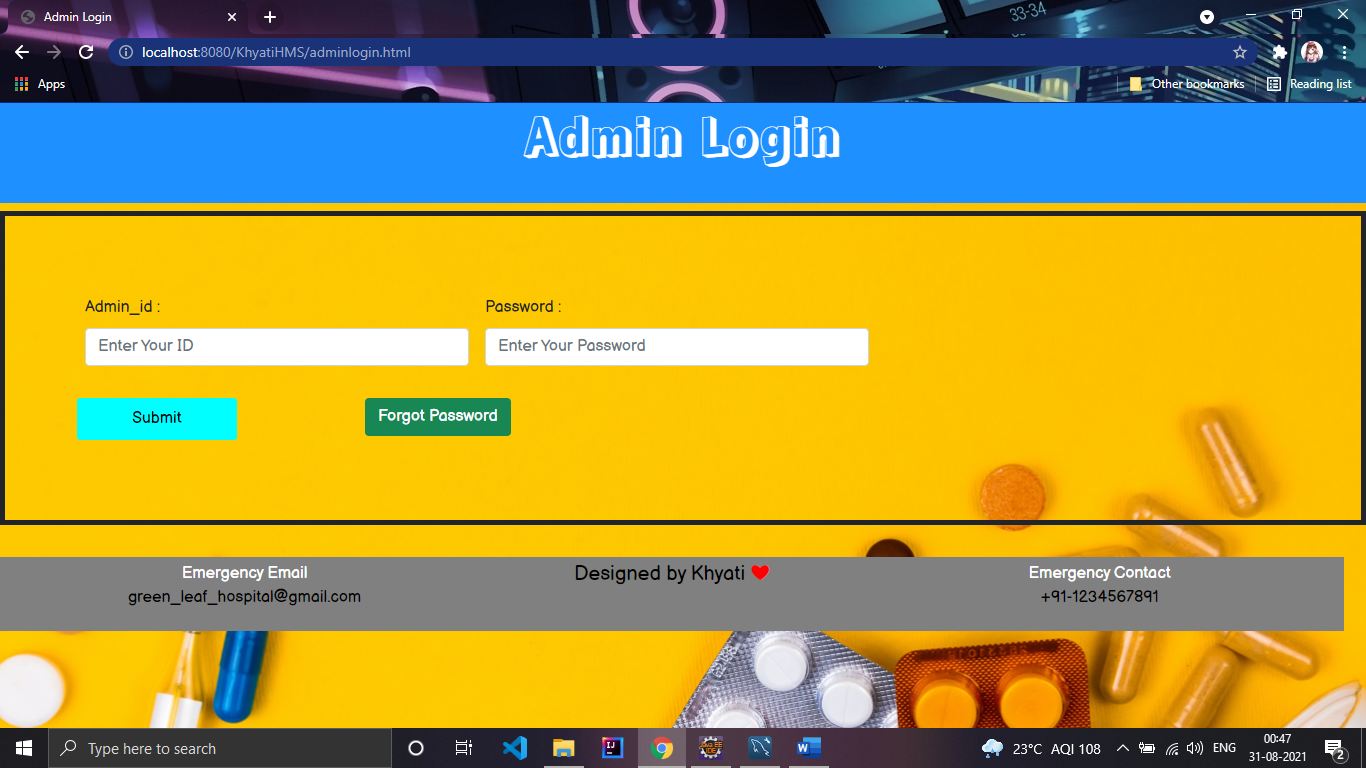 Admin Login
33-34
localhost:8080/KhyatiHMS/adminlogin.html
Apps
Other bookmarks
Reading list
Admin Login
Admin_id :
Password :
Enter Your ID
Enter Your Password
Submit
Forgot Password
Emergency Email
Designed by Khyati
Emergency Contact
green_leaf_hospital@gmail.com
+91-1234567891
Type here to search
23°C AQI 108
ENG
00:47
31-08-2021
2